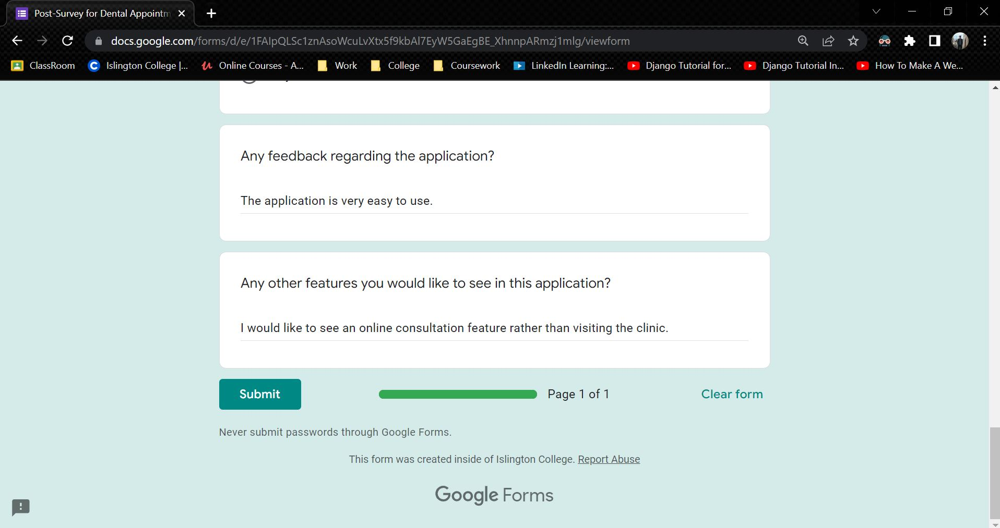 Post-Survey for Dental Appointm
docs.google.com/forms/d/e/1FAIpQLSc1znAsoWcuLvXtx5f9kbAl7EyW5GaEgBE_XhnnpARmzj1mlg/viewform
ClassRoom Islington College |... Online Courses - A... Work College Coursework LinkedIn Learning:... Django Tutorial for... Django Tutorial In... How To Make A We...
Any feedback regarding the application?
The application is very easy to use.
Any other features you would like to see in this application?
I would like to see an online consultation feature rather than visiting the clinic.
Submit Page 1 of 1 Clear form
Never submit passwords through Google Forms.
This form was created inside of Islington College. Report Abuse
Google Forms